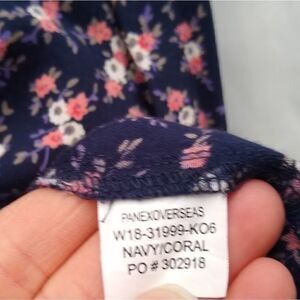 PANEXOVERSEAS
W18-31999-KO6
NAVY/CORAL
PO # 302918